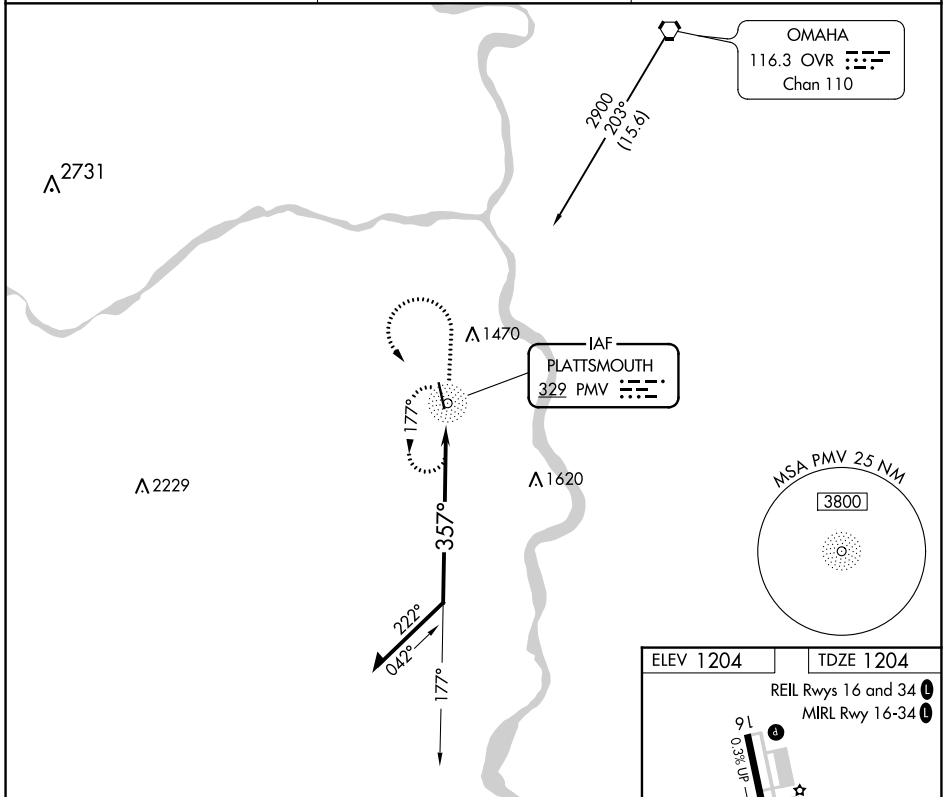 OMAHA
116.3 OVR
Chan 110
2900
203°
(15.6)
2731
1470
IAF
PLATTSMOUTH
329 PMV
177°
2229
1620
MSA PMV 25 NM
3800
357°
222°
042°
177°
ELEV 1204
TDZE 1204
REIL Rwys 16 and 34 L
MIRL Rwy 16-34 L
16
P
0.3% UP